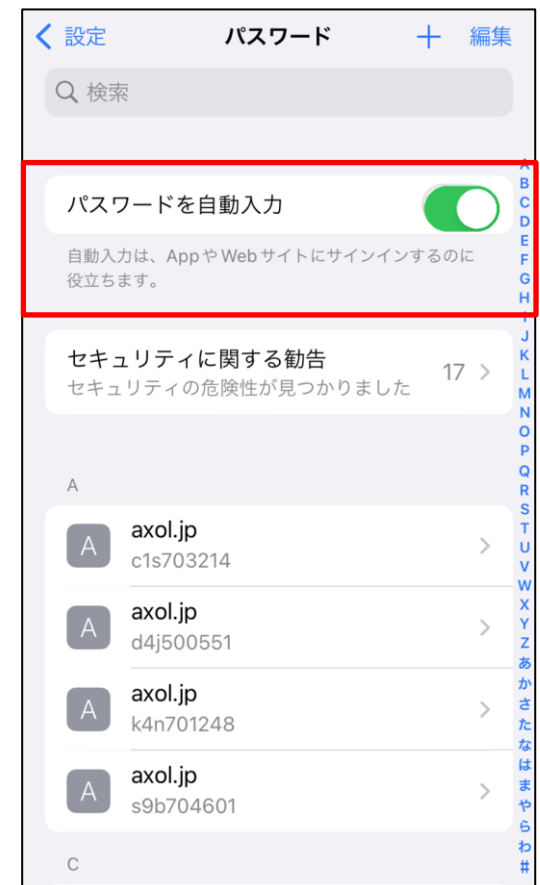 設定 パスワード 編集
検索
パスワードを自動入力
自動入力は、AppやWebサイトにサインインするのに
役立ちます。
セキュリティに関する勧告
17
セキュリティの危険性が見つかりました
A
A
axol.jp
c1s703214
A
axol.jp
d4j500551
A
axol.jp
k4n701248
A
axol.jp
s9b704601
C
A
B
C
D
E
F
G
H
I
J
K
L
M
N
O
P
Q
R
S
T
U
V
W
X
Y
Z
あ
か
さ
た
な
は
ま
や
ら
わ
#